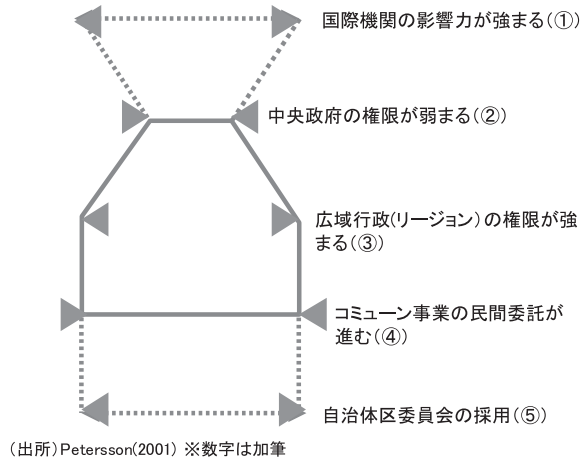 国際機関の影響力が強まる(①)
中央政府の権限が弱まる(②)
広域行政(リージョン)の権限が強
まる(③)
コミューン事業の民間委託が
進む(④)
自治体区委員会の採用(⑤)
(出所)Petersson(2001) ※数字は加筆